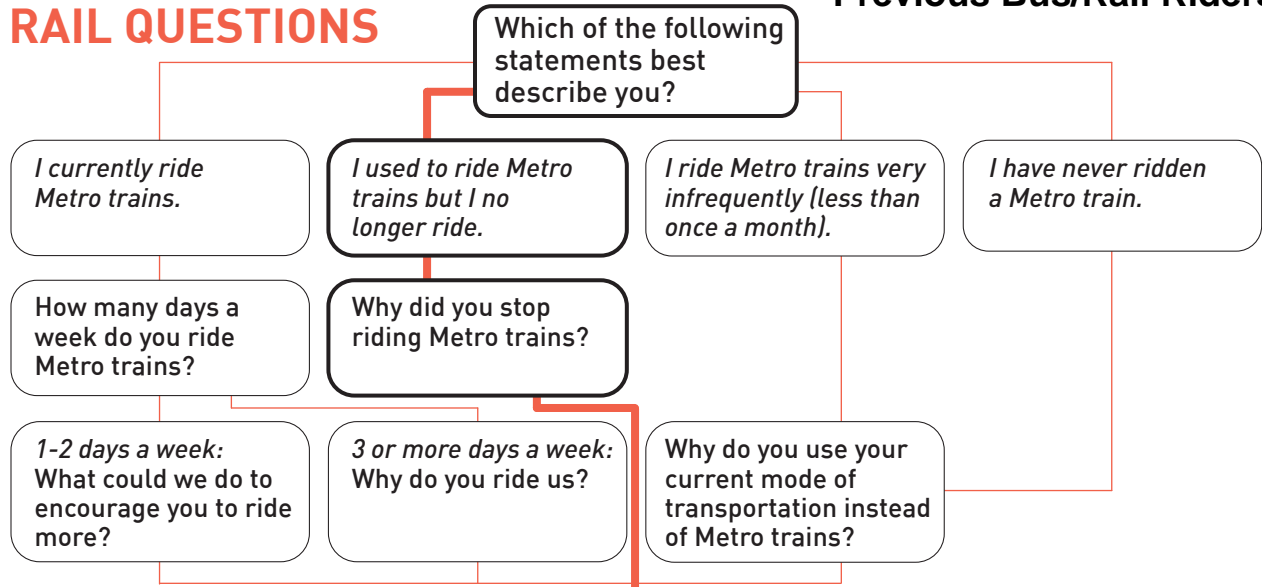 Previous Bus/Rail Riders
RAIL QUESTIONS
Which of the following
statements best
describe you?
I currently ride
Metro trains.
I used to ride Metro
trains but I no
longer ride.
I ride Metro trains very
infrequently (less than
once a month).
I have never ridden
a Metro train.
How many days a
week do you ride
Metro trains?
Why did you stop
riding Metro trains?
1-2 days a week:
What could we do to
encourage you to ride
more?
3 or more days a week:
Why do you ride us?
Why do you use your
current mode of
transportation instead
of Metro trains?